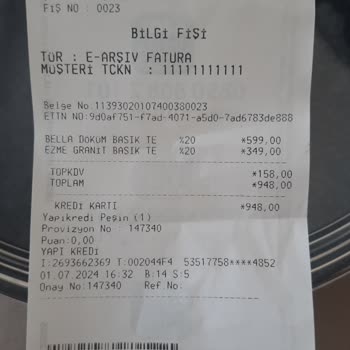 FİŞ NO : 0023
BİLGİ FİŞİ
TÜR : E-ARŞİV FATURA
MÜŞTERİ TCKN : 11111111111
Belge No:11393020107400380023
ETTN NO:9d0af751-f7ad-4071-a5d0-7ad6783de888
BELLA DÖKÜM BASIK TE %20 *599,00
EZME GRANİT BASIK TE %20 *349,00
TOPKDV *158,00
TOPLAM *948,00
KREDİ KARTI *948,00
Yapikredi Peşin (1)
Provizyon No : 147340
Puan:0,00
YAPI KREDİ
I:2693662369 T:002044F4 53517758****4852
01.07.2024 16:32 B:14 S:5
Onay No:147340 Ref.No: